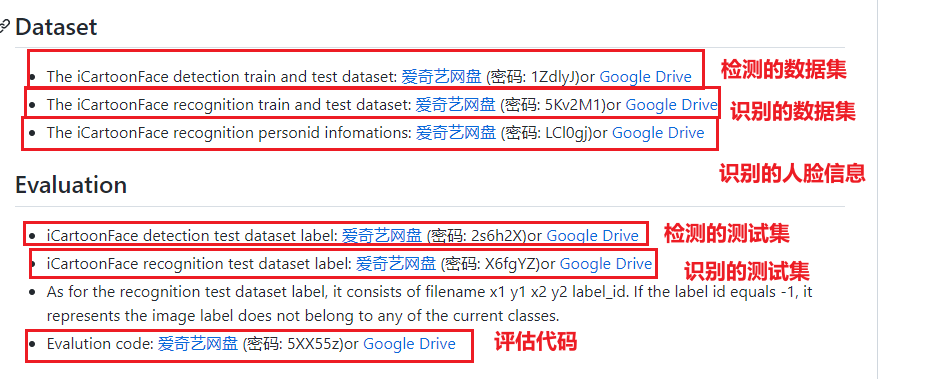 Dataset
The iCartoonFace detection train and test dataset: 爱奇艺网盘 (密码: 1ZdlyJ)or Google Drive
检测的数据集
The iCartoonFace recognition train and test dataset: 爱奇艺网盘 (密码: 5Kv2M1)or Google Drive
识别的数据集
The iCartoonFace recognition personid infomations: 爱奇艺网盘 (密码: LCl0gj)or Google Drive
识别的人脸信息
Evaluation
iCartoonFace detection test dataset label: 爱奇艺网盘 (密码: 2s6h2X)or Google Drive
检测的测试集
iCartoonFace recognition test dataset label: 爱奇艺网盘 (密码: X6fgYZ)or Google Drive
识别的测试集
As for the recognition test dataset label, it consists of filename x1 y1 x2 y2 label_id. If the label id equals -1, it
represents the image label does not belong to any of the current classes.
Evalution code: 爱奇艺网盘 (密码: 5XX55z)or Google Drive
评估代码